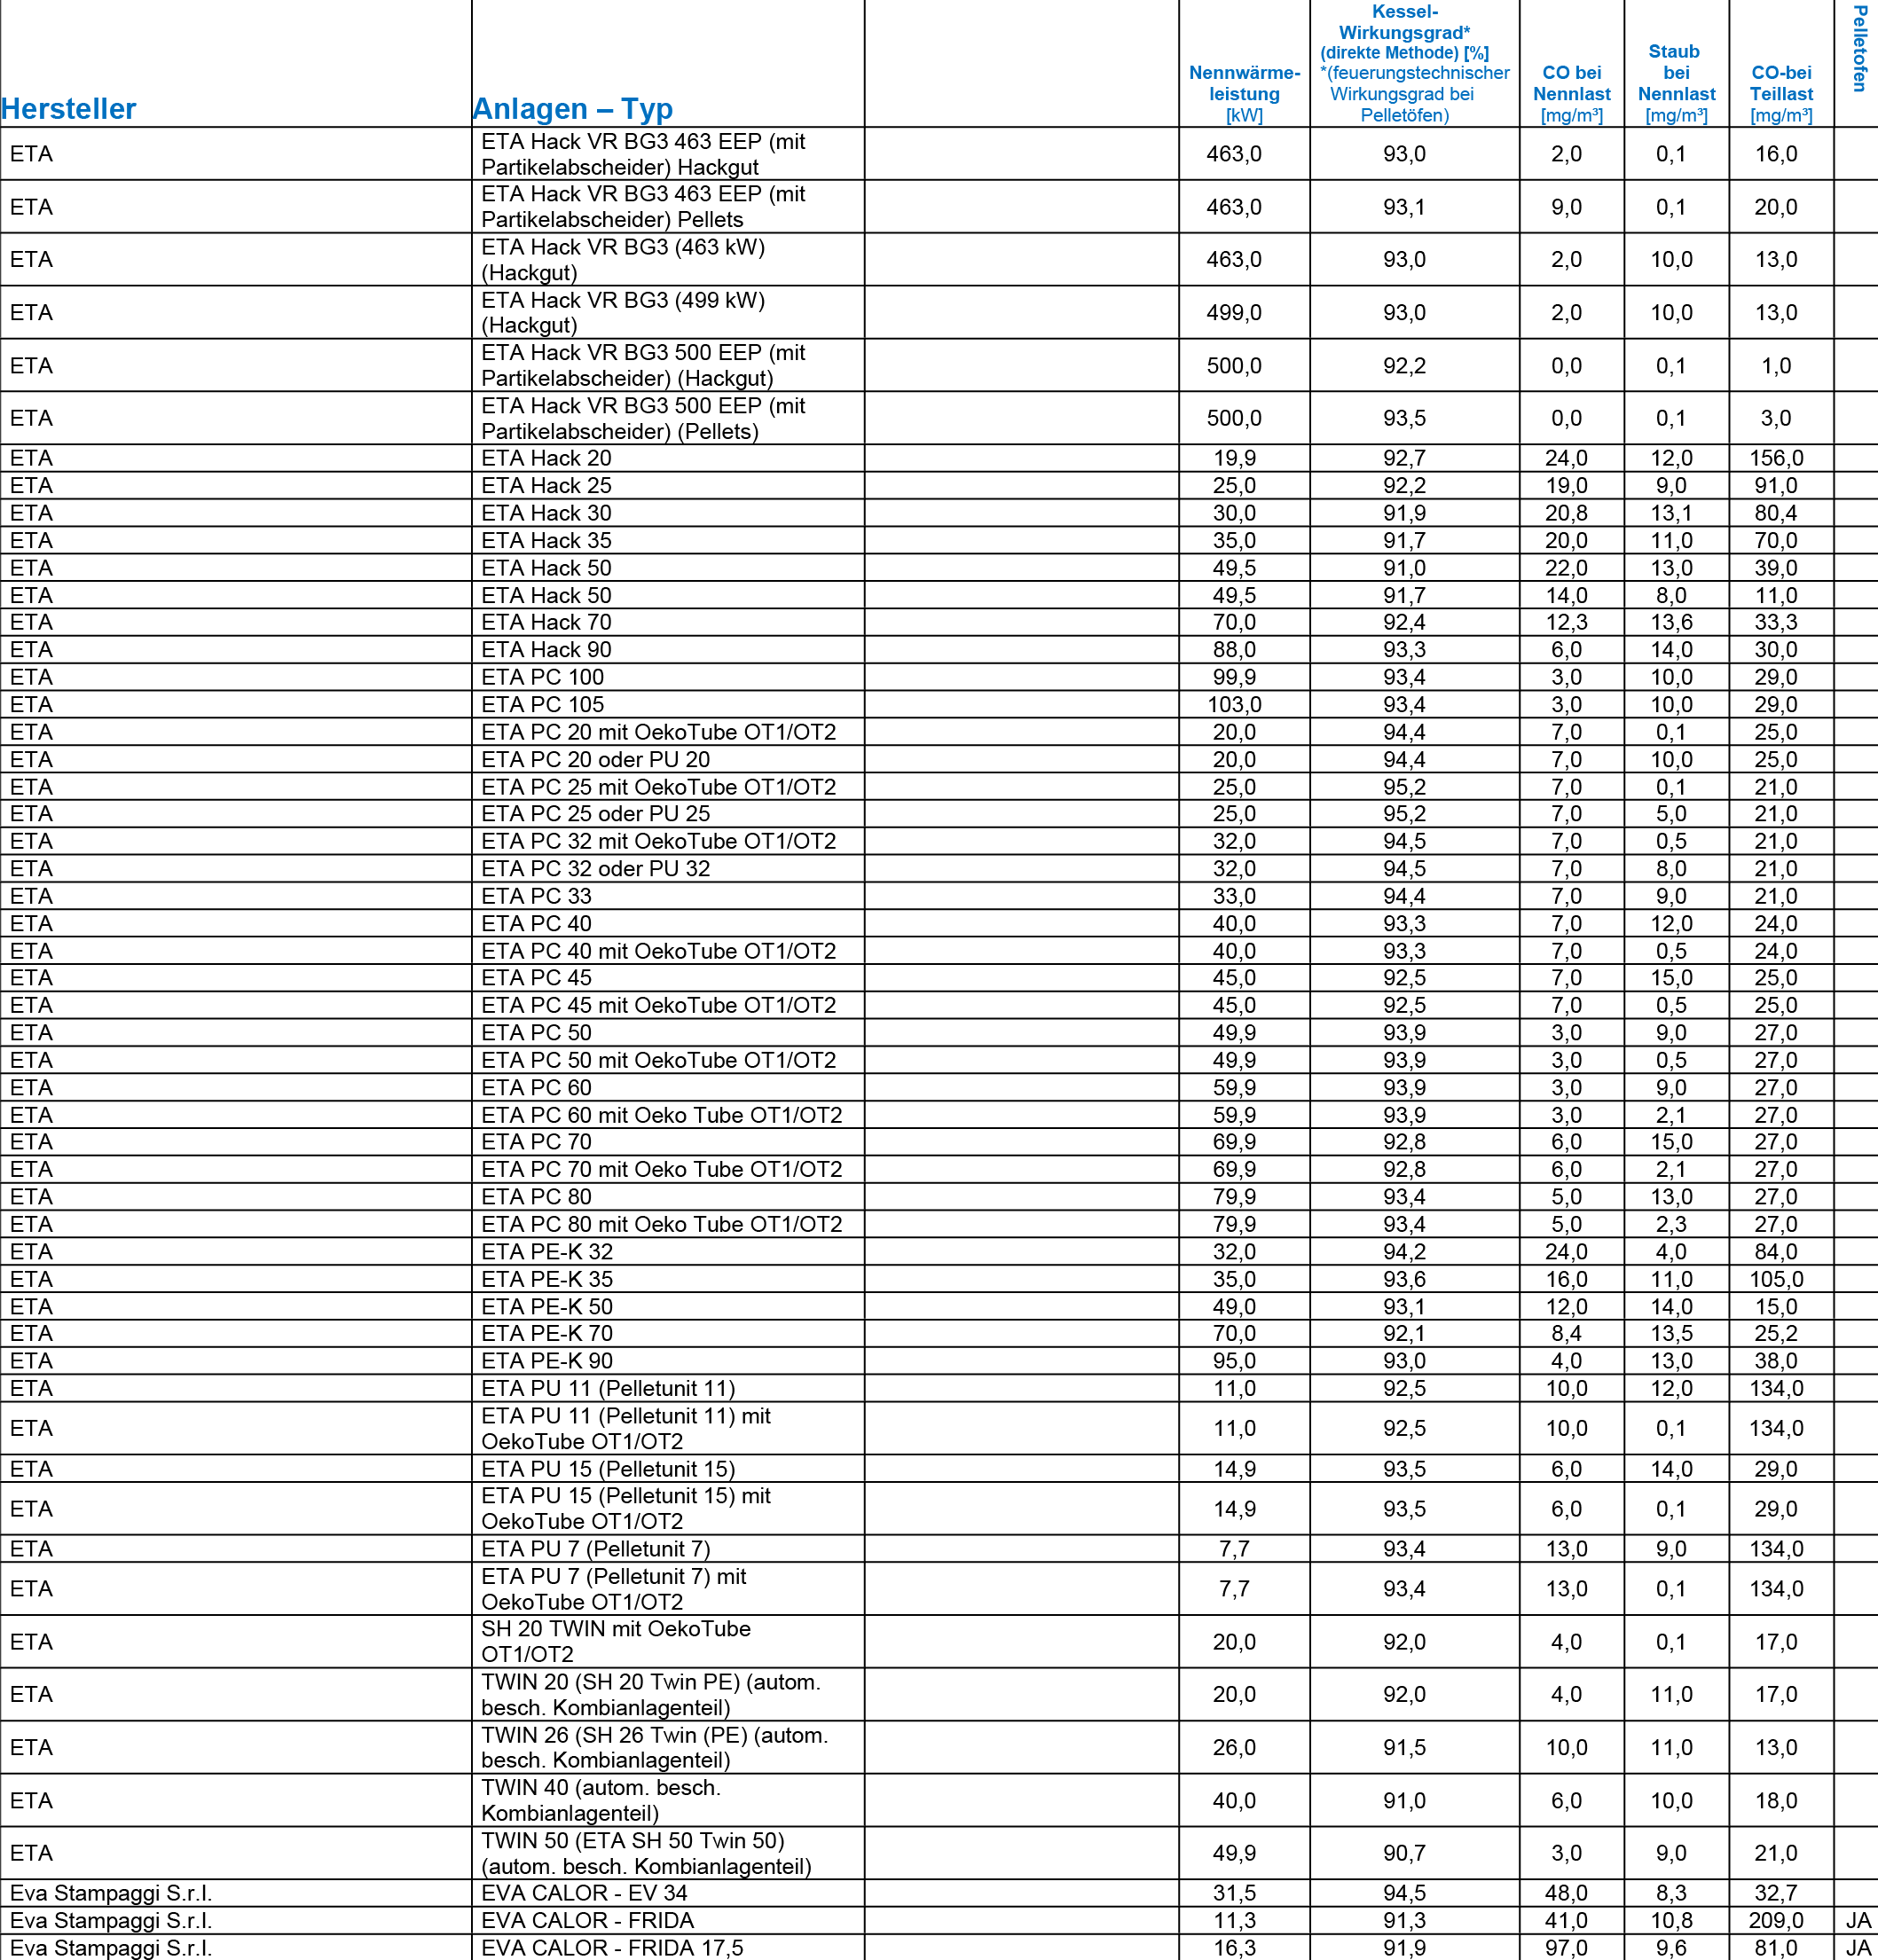 Hersteller Anlagen – Typ Nennwärme-leistung [kW] Kessel-Wirkungsgrad* (direkte Methode) [%] *(feuerungstechnischer Wirkungsgrad bei Pelletöfen) CO bei Nennlast [mg/m³] Staub bei Nennlast [mg/m³] CO-bei Teillast [mg/m³] Pelletofen
ETA ETA Hack VR BG3 463 EEP (mit Partikelabscheider) Hackgut 463,0 93,0 2,0 0,1 16,0
ETA ETA Hack VR BG3 463 EEP (mit Partikelabscheider) Pellets 463,0 93,1 9,0 0,1 20,0
ETA ETA Hack VR BG3 (463 kW) (Hackgut) 463,0 93,0 2,0 10,0 13,0
ETA ETA Hack VR BG3 (499 kW) (Hackgut) 499,0 93,0 2,0 10,0 13,0
ETA ETA Hack VR BG3 500 EEP (mit Partikelabscheider) (Hackgut) 500,0 92,2 0,0 0,1 1,0
ETA ETA Hack VR BG3 500 EEP (mit Partikelabscheider) (Pellets) 500,0 93,5 0,0 0,1 3,0
ETA ETA Hack 20 19,9 92,7 24,0 12,0 156,0
ETA ETA Hack 25 25,0 92,2 19,0 9,0 91,0
ETA ETA Hack 30 30,0 91,9 20,8 13,1 80,4
ETA ETA Hack 35 35,0 91,7 20,0 11,0 70,0
ETA ETA Hack 50 49,5 91,0 22,0 13,0 39,0
ETA ETA Hack 50 49,5 91,7 14,0 8,0 11,0
ETA ETA Hack 70 70,0 92,4 12,3 13,6 33,3
ETA ETA Hack 90 88,0 93,3 6,0 14,0 30,0
ETA ETA PC 100 99,9 93,4 3,0 10,0 29,0
ETA ETA PC 105 103,0 93,4 3,0 10,0 29,0
ETA ETA PC 20 mit OekoTube OT1/OT2 20,0 94,4 7,0 0,1 25,0
ETA ETA PC 20 oder PU 20 20,0 94,4 7,0 10,0 25,0
ETA ETA PC 25 mit OekoTube OT1/OT2 25,0 95,2 7,0 0,1 21,0
ETA ETA PC 25 oder PU 25 25,0 95,2 7,0 5,0 21,0
ETA ETA PC 32 mit OekoTube OT1/OT2 32,0 94,5 7,0 0,5 21,0
ETA ETA PC 32 oder PU 32 32,0 94,5 7,0 8,0 21,0
ETA ETA PC 33 33,0 94,4 7,0 9,0 21,0
ETA ETA PC 40 40,0 93,3 7,0 12,0 24,0
ETA ETA PC 40 mit OekoTube OT1/OT2 40,0 93,3 7,0 0,5 24,0
ETA ETA PC 45 45,0 92,5 7,0 15,0 25,0
ETA ETA PC 45 mit OekoTube OT1/OT2 45,0 92,5 7,0 0,5 25,0
ETA ETA PC 50 49,9 93,9 3,0 9,0 27,0
ETA ETA PC 50 mit OekoTube OT1/OT2 49,9 93,9 3,0 0,5 27,0
ETA ETA PC 60 59,9 93,9 3,0 9,0 27,0
ETA ETA PC 60 mit Oeko Tube OT1/OT2 59,9 93,9 3,0 2,1 27,0
ETA ETA PC 70 69,9 92,8 6,0 15,0 27,0
ETA ETA PC 70 mit Oeko Tube OT1/OT2 69,9 92,8 6,0 2,1 27,0
ETA ETA PC 80 79,9 93,4 5,0 13,0 27,0
ETA ETA PC 80 mit Oeko Tube OT1/OT2 79,9 93,4 5,0 2,3 27,0
ETA ETA PE-K 32 32,0 94,2 24,0 4,0 84,0
ETA ETA PE-K 35 35,0 93,6 16,0 11,0 105,0
ETA ETA PE-K 50 49,0 93,1 12,0 14,0 15,0
ETA ETA PE-K 70 70,0 92,1 8,4 13,5 25,2
ETA ETA PE-K 90 95,0 93,0 4,0 13,0 38,0
ETA ETA PU 11 (Pelletunit 11) 11,0 92,5 10,0 12,0 134,0
ETA ETA PU 11 (Pelletunit 11) mit OekoTube OT1/OT2 11,0 92,5 10,0 0,1 134,0
ETA ETA PU 15 (Pelletunit 15) 14,9 93,5 6,0 14,0 29,0
ETA ETA PU 15 (Pelletunit 15) mit OekoTube OT1/OT2 14,9 93,5 6,0 0,1 29,0
ETA ETA PU 7 (Pelletunit 7) 7,7 93,4 13,0 9,0 134,0
ETA ETA PU 7 (Pelletunit 7) mit OekoTube OT1/OT2 7,7 93,4 13,0 0,1 134,0
ETA SH 20 TWIN mit OekoTube OT1/OT2 20,0 92,0 4,0 0,1 17,0
ETA TWIN 20 (SH 20 Twin PE) (autom. besch. Kombianlagenteil) 20,0 92,0 4,0 11,0 17,0
ETA TWIN 26 (SH 26 Twin (PE) (autom. besch. Kombianlagenteil) 26,0 91,5 10,0 11,0 13,0
ETA TWIN 40 (autom. besch. Kombianlagenteil) 40,0 91,0 6,0 10,0 18,0
ETA TWIN 50 (ETA SH 50 Twin 50) (autom. besch. Kombianlagenteil) 49,9 90,7 3,0 9,0 21,0
Eva Stampaggi S.r.l. EVA CALOR - EV 34 31,5 94,5 48,0 8,3 32,7
Eva Stampaggi S.r.l. EVA CALOR - FRIDA 11,3 91,3 41,0 10,8 209,0 JA
Eva Stampaggi S.r.l. EVA CALOR - FRIDA 17,5 16,3 91,9 97,0 9,6 81,0 JA